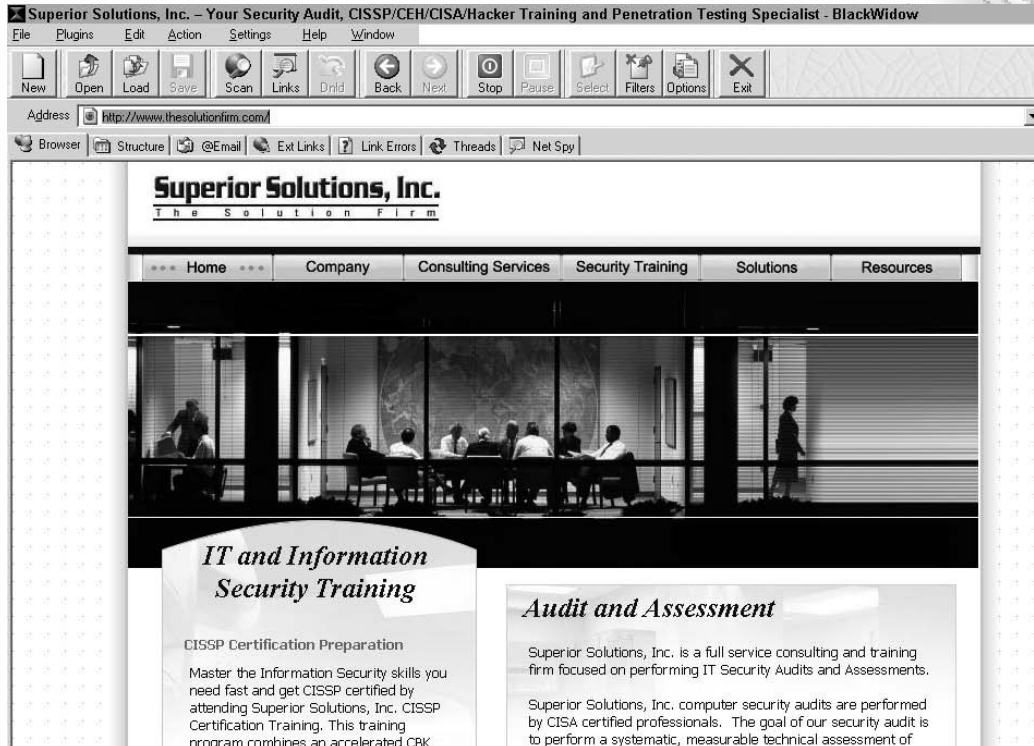 Superior Solutions, Inc. – Your Security Audit, CISSP/CEH/CISA/Hacker Training and Penetration Testing Specialist - BlackWidow
File Plugins Edit Action Settings Help Window
New Open Load Save Scan Links Dnld Back Next Stop Pause Select Filters Options Exit
Address http://www.thesolutionfirm.com/
Browser Structure @Email Ext Links Link Errors Threads Net Spy
Superior Solutions, Inc.
The Solution Firm
Home Company Consulting Services Security Training Solutions Resources
IT and Information
Security Training
CISSP Certification Preparation
Master the Information Security skills you
need fast and get CISSP certified by
attending Superior Solutions, Inc. CISSP
Certification Training. This training
program combines an accelerated CBK
Audit and Assessment
Superior Solutions, Inc. is a full service consulting and training
firm focused on performing IT Security Audits and Assessments.
Superior Solutions, Inc. computer security audits are performed
by CISA certified professionals. The goal of our security audit is
to perform a systematic, measurable technical assessment of